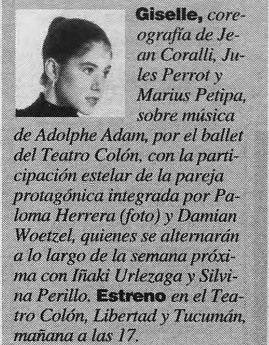 Giselle, core-
ografía de Je-
an Coralli, Ju-
les Perrot y
Marius Petipa,
sobre música
de Adolphe Adam, por el ballet
del Teatro Colón, con la parti-
cipación estelar de la pareja
protagónica integrada por Pa-
loma Herrera (foto) y Damian
Woetzel, quienes se alternarán
a lo largo de la semana próxi-
ma con Iñaki Urlezaga y Silvi-
na Perillo. Estreno en el Tea-
tro Colón, Libertad y Tucumán,
mañana a las 17.